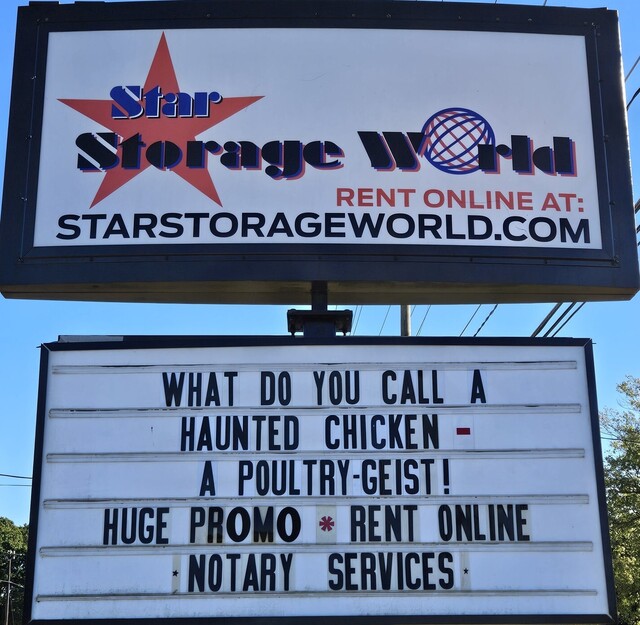 Star
Storage World
RENT ONLINE AT:
STARSTORAGEWORLD.COM
WHAT DO YOU CALL A
HAUNTED CHICKEN -
A POULTRY-GEIST!
HUGE PROMO * RENT ONLINE
* NOTARY SERVICES *